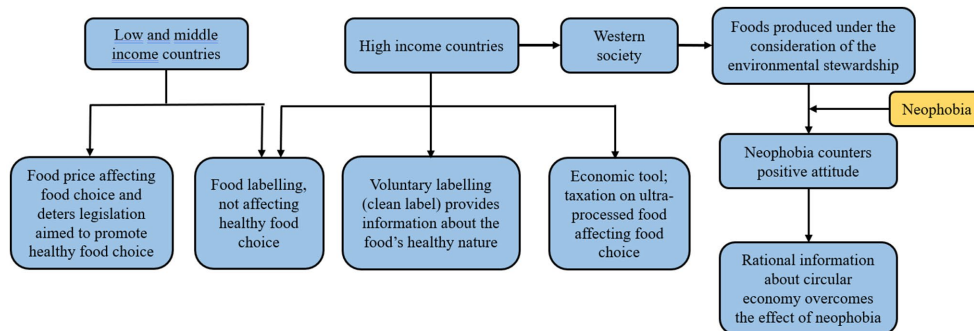 Low and middle
income countries
High income countries
Western
society
Foods produced under the
consideration of the
environmental stewardship
Neophobia
Neophobia counters
positive attitude
Food price affecting
food choice and
deters legislation
aimed to promote
healthy food choice
Food labelling,
not affecting
healthy food
choice
Voluntary labelling
(clean label) provides
information about the
food's healthy nature
Economic tool;
taxation on ultra-
processed food
affecting food
choice
Rational information
about circular
economy overcomes
the effect of neophobia